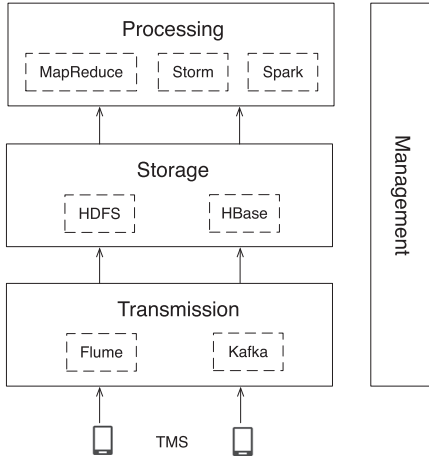 Processing
MapReduce Storm Spark
Storage
HDFS HBase
Transmission
Flume Kafka
TMS
Management